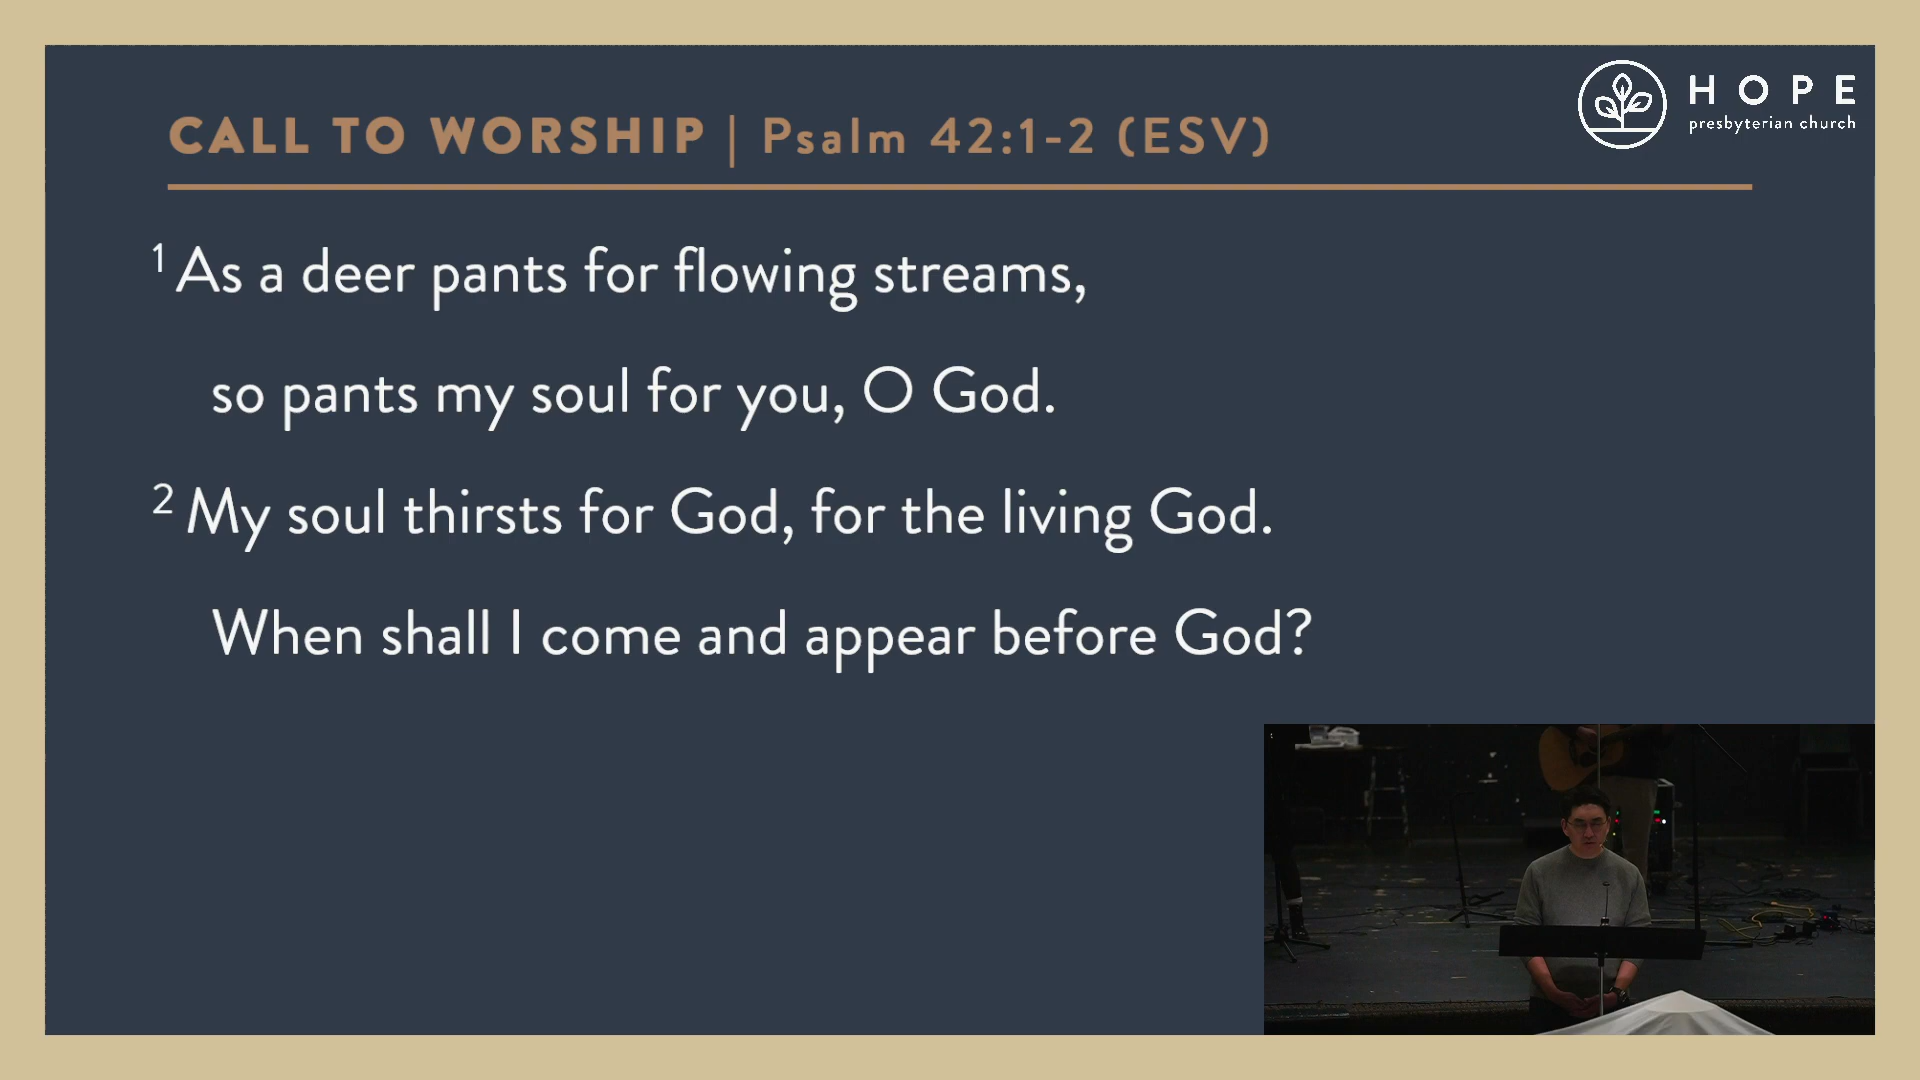 CALL TO WORSHIP | Psalm 42:1-2 (ESV)
HOPE
presbyterian church
1 As a deer pants for flowing streams,
so pants my soul for you, O God.
2 My soul thirsts for God, for the living God.
When shall I come and appear before God?